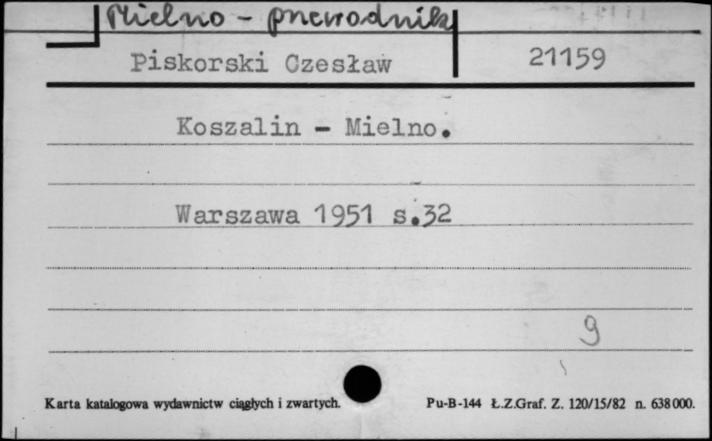 Mielno - przewodnik
Piskorski Czesław 21159
Koszalin - Mielno.
Warszawa 1951 s.32
9
Karta katalogowa wydawnictw ciągłych i zwartych. Pu-B-144 Ł.Z.Graf. Z. 120/15/82 n. 638000.